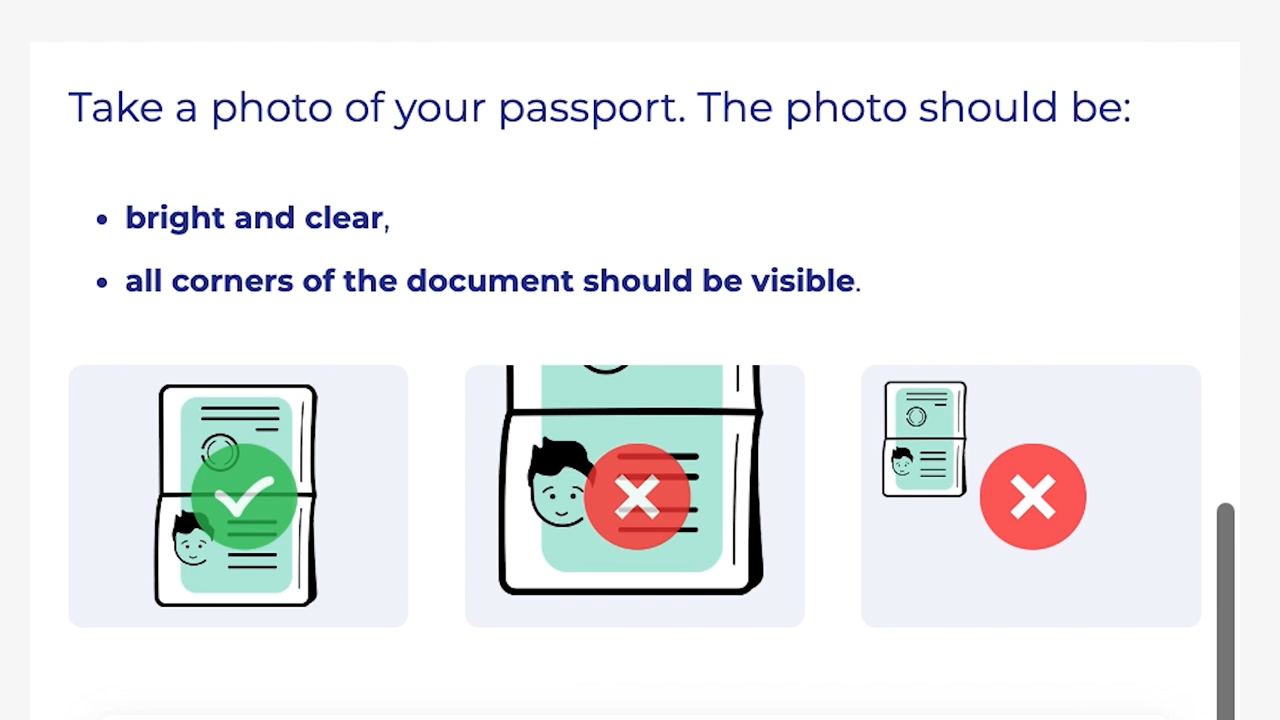 Take a photo of your passport. The photo should be:
bright and clear,
all corners of the document should be visible.